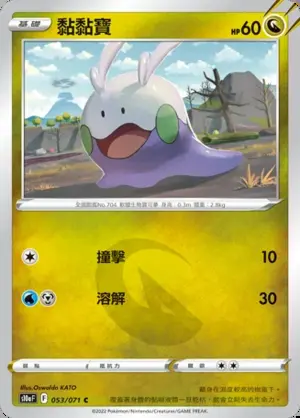 基礎
黏黏寶
HP60
全國圖鑑No.704 軟體生物寶可夢 身高:0.3m 體重:2.8kg
撞擊 10
溶解 30
弱點 抵抗力 撤退
Illus.Oswaldo KATO
s10aF F 053/071 C
©2022 Pokémon/Nintendo/Creatures/GAME FREAK.